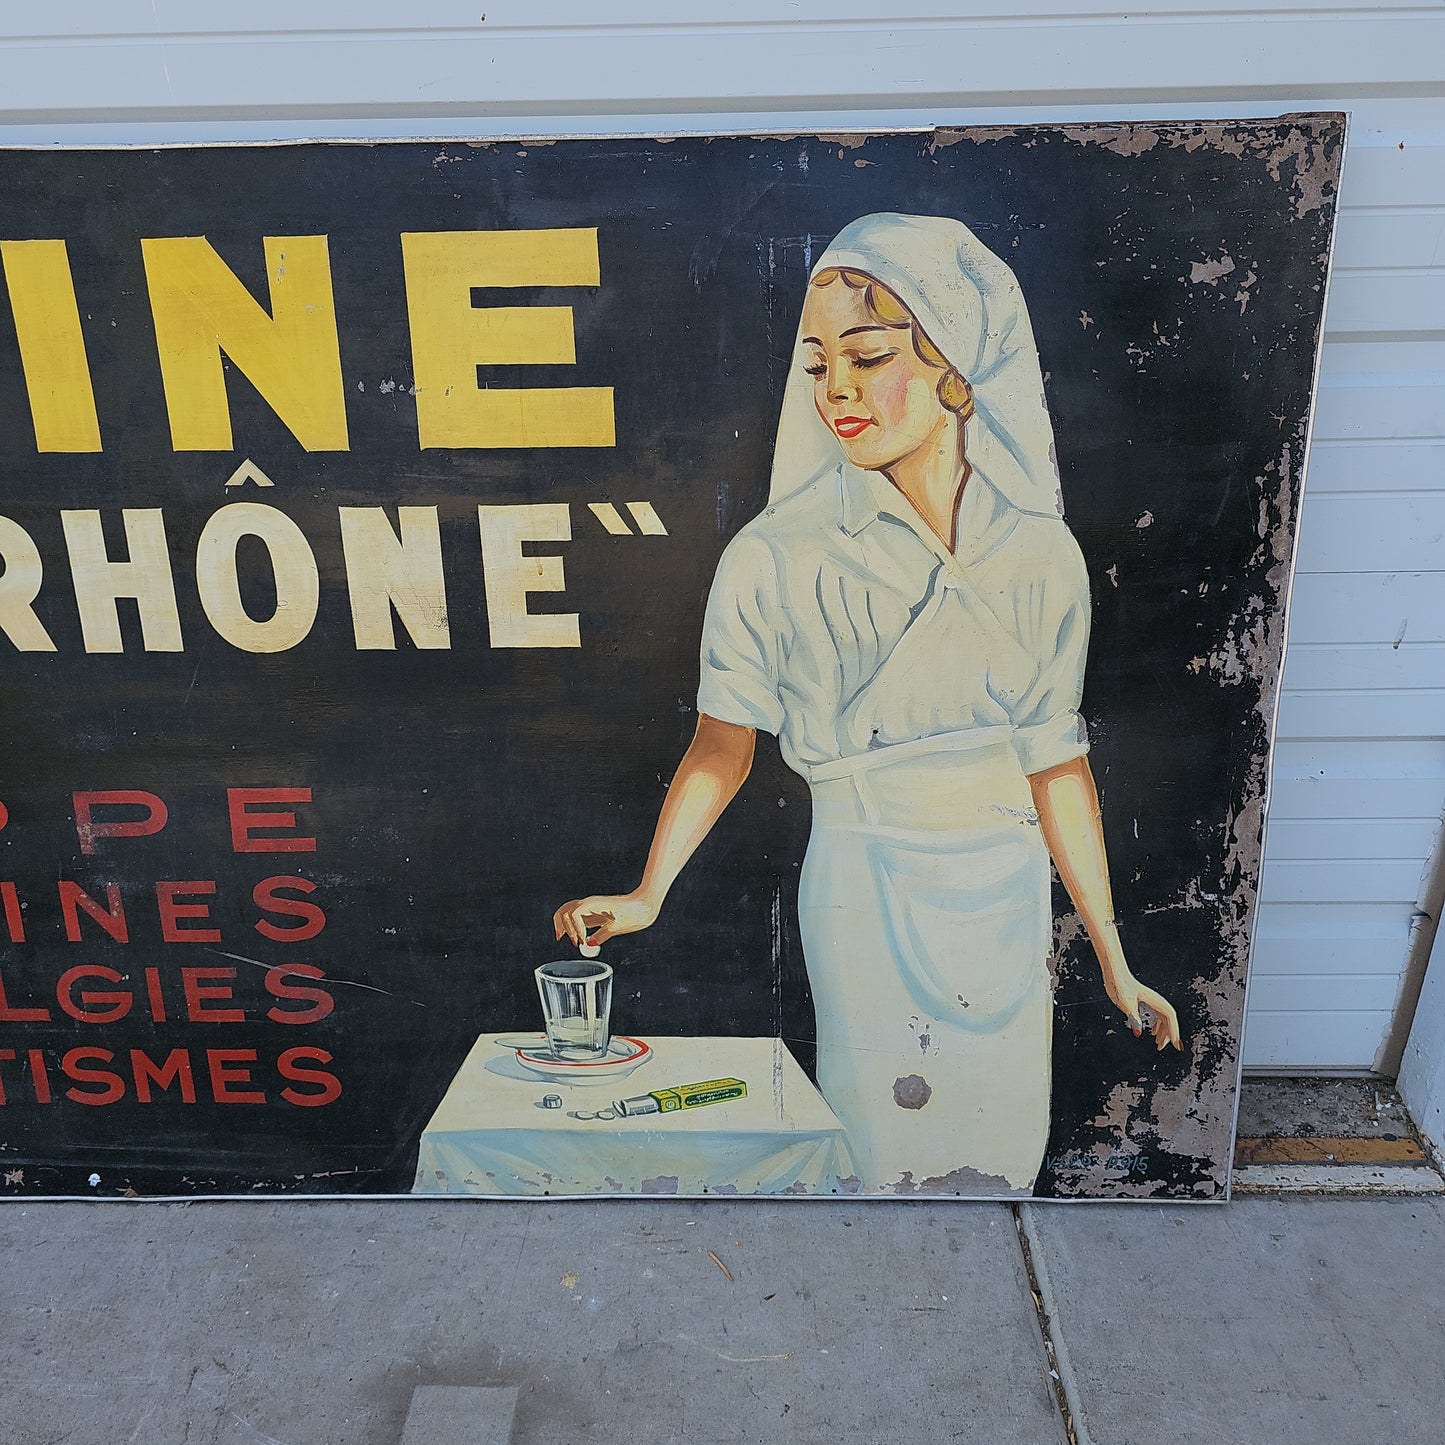 INE
RHÔNE"
PPE
INES
LGIES
TISMES